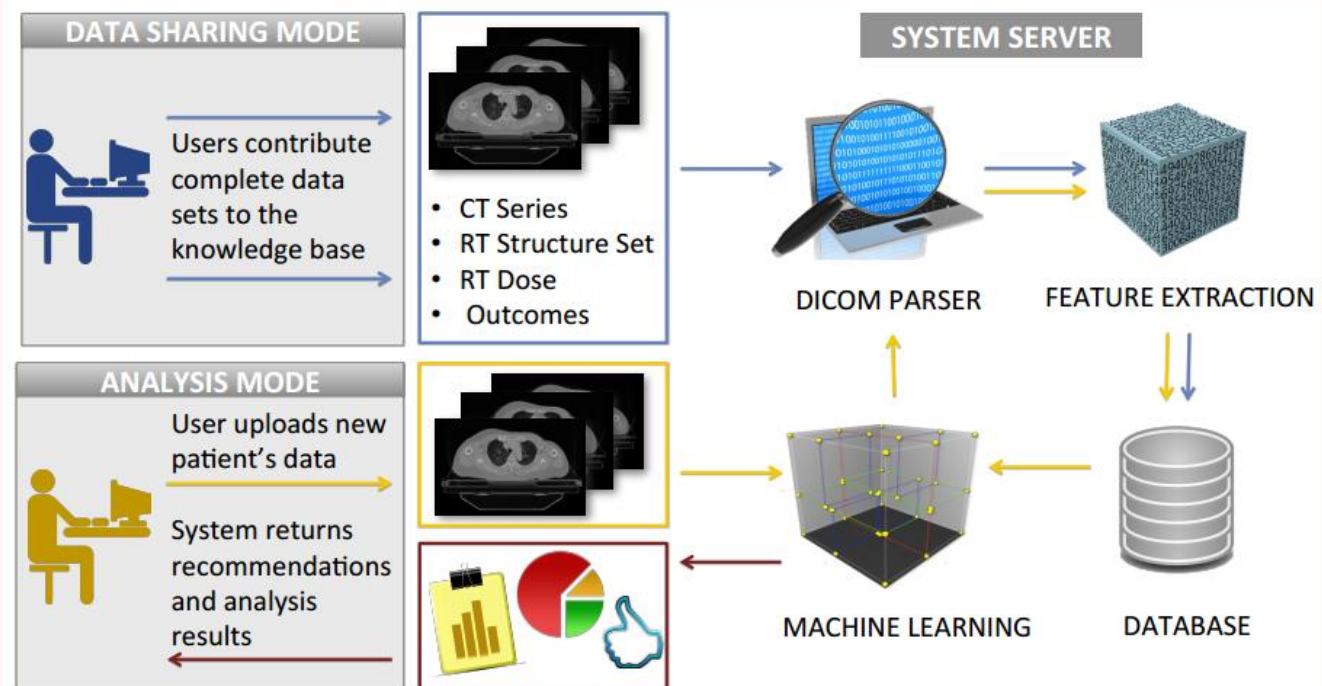 DATA SHARING MODE
Users contribute
complete data
sets to the
knowledge base
• CT Series
• RT Structure Set
• RT Dose
• Outcomes
SYSTEM SERVER
DICOM PARSER
FEATURE EXTRACTION
ANALYSIS MODE
User uploads new
patient's data
System returns
recommendations
and analysis
results
MACHINE LEARNING
DATABASE